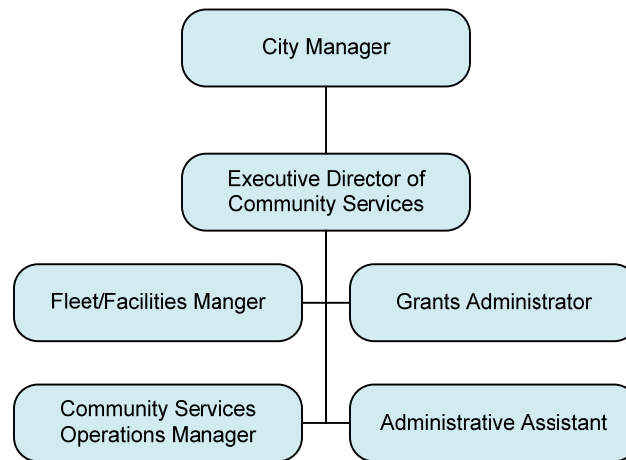 City Manager
Executive Director of
Community Services
Fleet/Facilities Manger
Grants Administrator
Community Services
Operations Manager
Administrative Assistant